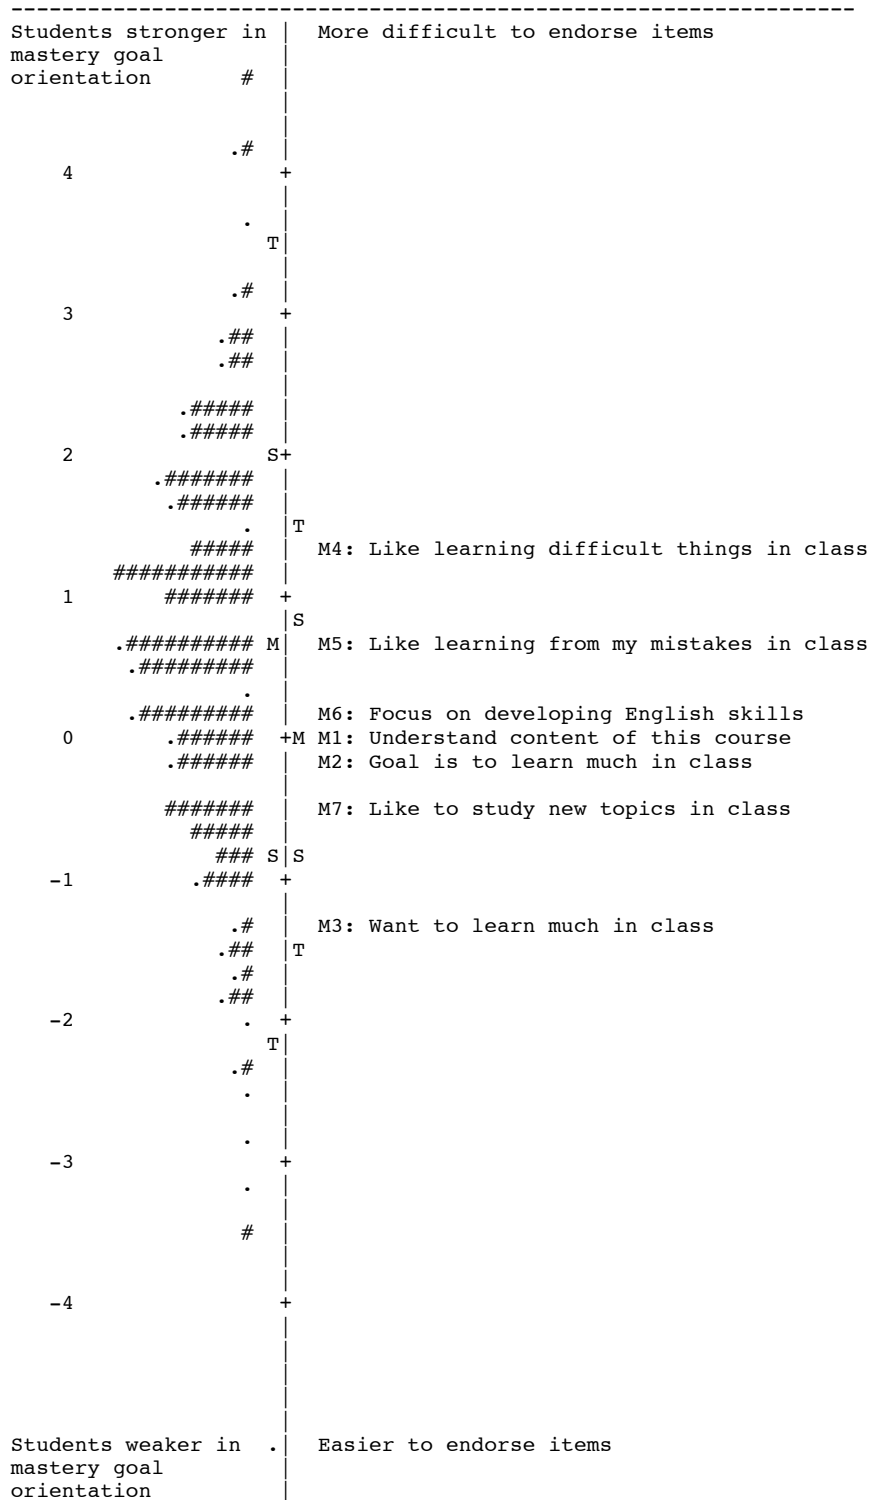 ------------------------------------------------------------------
Students stronger in | More difficult to endorse items
mastery goal |
orientation # |
|
|
.# |
4 +
|
. |
T|
|
.# |
3 +
.## |
.## |
|
.##### |
.##### |
2 S+
.####### |
.###### |
. |T
##### | M4: Like learning difficult things in class
########### |
1 ####### +
|S
.########## M| M5: Like learning from my mistakes in class
.######### |
. |
.######### | M6: Focus on developing English skills
0 .###### +M M1: Understand content of this course
.###### | M2: Goal is to learn much in class
|
####### | M7: Like to study new topics in class
##### |
### S|S
-1 .#### +
|
.# | M3: Want to learn much in class
.## |T
.# |
.## |
-2 . +
T|
.# |
. |
|
. |
-3 +
. |
|
# |
|
|
-4 +
|
|
|
|
|
Students weaker in .| Easier to endorse items
mastery goal |
orientation |